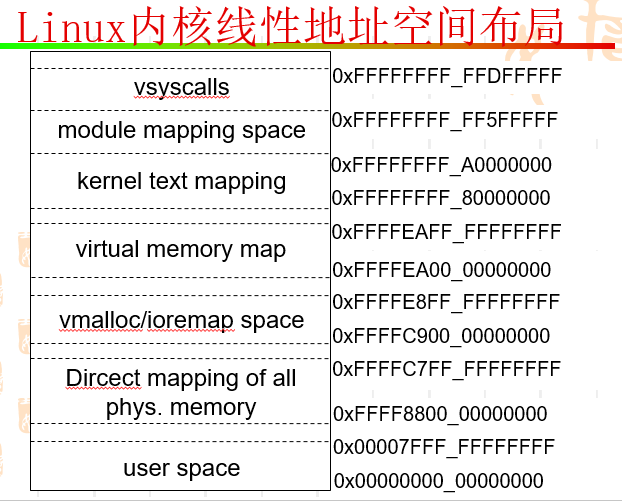 Linux内核线性地址空间布局
0xFFFFFFFF_FFDFFFFF
vsyscalls
0xFFFFFFFF_FF5FFFFF
module mapping space
0xFFFFFFFF_A0000000
kernel text mapping
0xFFFFFFFF_80000000
0xFFFFEAFF_FFFFFFFF
virtual memory map
0xFFFFEA00_00000000
0xFFFFE8FF_FFFFFFFF
vmalloc/ioremap space
0xFFFFC900_00000000
0xFFFFC7FF_FFFFFFFF
Dircect mapping of all
phys. memory
0xFFFF8800_00000000
0x00007FFF_FFFFFFFF
user space
0x00000000_00000000